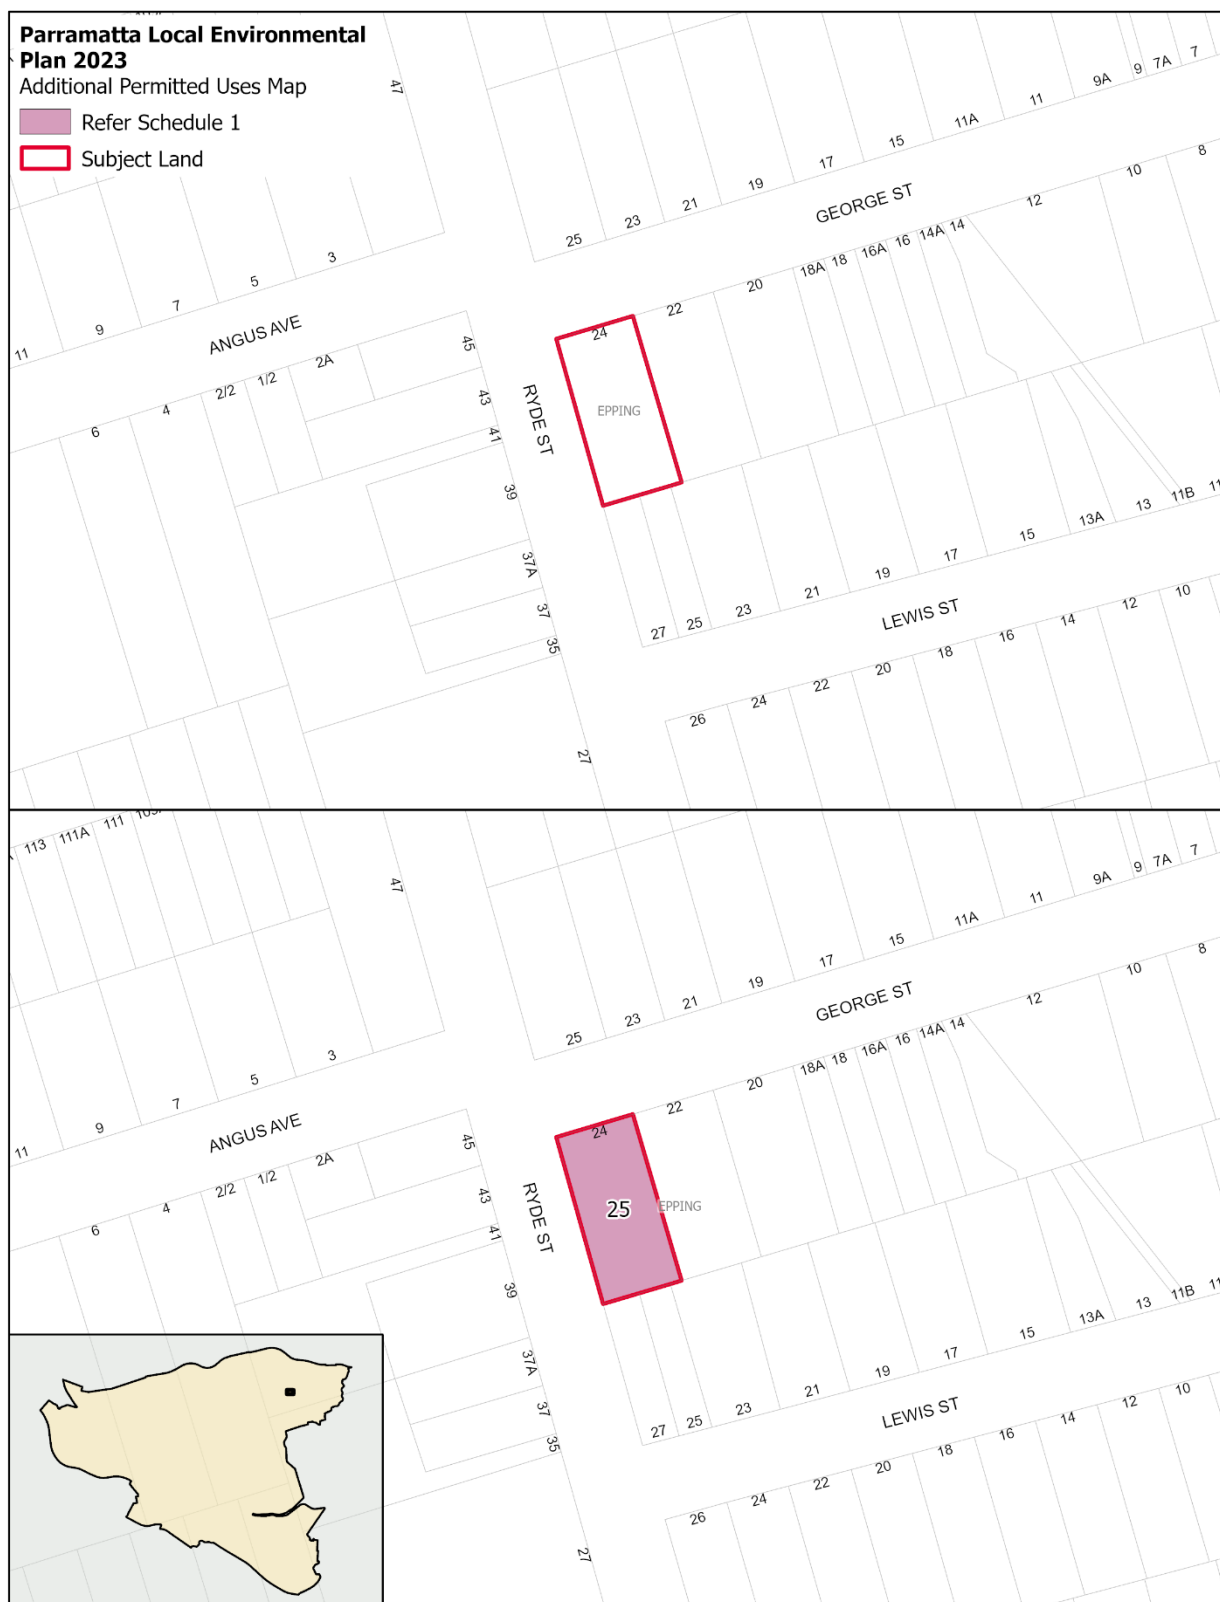 Parramatta Local Environmental
Plan 2023
Additional Permitted Uses Map
Refer Schedule 1
Subject Land
47
7
7A
9
9A
11
11A
15
17
19
21
23
25
GEORGE ST
8
10
12
14
14A
16
16A
18
18A
20
22
24
EPPING
3
5
7
9
11
ANGUS AVE
2A
1/2
2/2
4
6
45
43
41
39
37A
37
35
27
RYDE ST
11B
13
13A
15
17
19
21
23
25
27
LEWIS ST
10
12
14
16
18
20
22
24
26
113
111A
111
47
7
7A
9
9A
11
11A
15
17
19
21
23
25
GEORGE ST
8
10
12
14
14A
16
16A
18
18A
20
22
24
25
EPPING
3
5
7
9
11
ANGUS AVE
2A
1/2
2/2
4
6
45
43
41
39
37A
37
35
27
RYDE ST
11B
13
13A
15
17
19
21
23
25
27
LEWIS ST
10
12
14
16
18
20
22
24
26